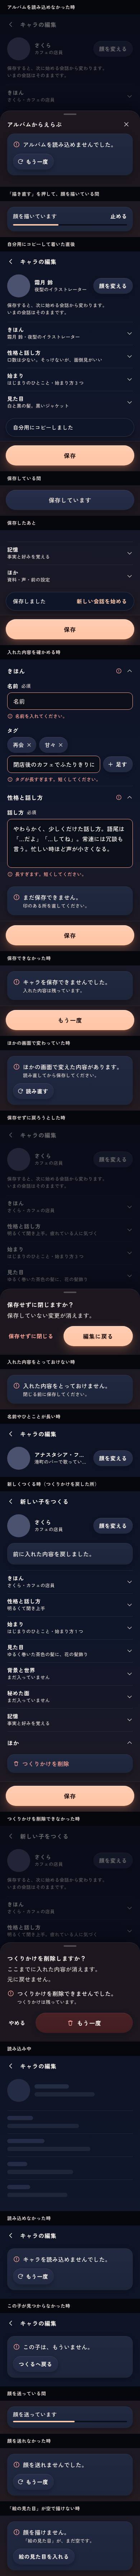 アルバムを読み込めなかった時
キャラの編集
さくら
カフェの店員
顔を変える
保存すると、次に始める会話から変わります。
いまの会話はそのままです。
きほん
さくら・カフェの店員
アルバムからえらぶ
アルバムを読み込めませんでした。
もう一度
「描き直す」を押して、顔を描いている間
顔を描いています
止める
自分用にコピーして着いた直後
キャラの編集
霜月 鈴
夜型のイラストレーター
顔を変える
保存すると、次に始める会話から変わります。
いまの会話はそのままです。
きほん
霜月 鈴・夜型のイラストレーター
性格と話し方
口数は少ない。そっけないが、面倒見がいい
始まり
はじまりのひとこと・始まり方 1つ
見た目
白と黒の髪。黒いジャケット
自分用にコピーしました
保存
保存している間
保存しています
保存したあと
記憶
事実と好みを覚える
ほか
資料・声・前の設定
保存しました
新しい会話を始める
保存
入れた内容を確かめる時
きほん
名前 必須
名前
名前を入れてください。
タグ
再会
甘々
閉店後のカフェでふたりきりに
足す
タグが長すぎます。短くしてください。
性格と話し方
話し方 必須
やわらかく、少しくだけた話し方。語尾は
「…だよ」「…してね」。常連には冗談も
言う。忙しい時ほど声が小さくなる。
長すぎます。短くしてください。
まだ保存できません。
印のある所を直してください。
保存
保存できなかった時
キャラを保存できませんでした。
入れた内容は残っています。
もう一度
ほかの画面で変わっていた時
ほかの画面で変えた内容があります。
読み直してから保存してください。
読み直す
保存せずに戻ろうとした時
キャラの編集
さくら
カフェの店員
顔を変える
保存すると、次に始める会話から変わります。
いまの会話はそのままです。
きほん
さくら・カフェの店員
性格と話し方
明るくて聞き上手。疲れている人に気づく
始まり
はじまりのひとこと・始まり方 1つ
見た目
ゆるく巻いた茶色の髪に、花の髪飾り
保存せずに閉じますか？
保存していない変更が消えます。
保存せずに閉じる
編集に戻る
入れた内容をとっておけない時
入れた内容をとっておけません。
閉じる前に保存してください。
名前やひとことが長い時
キャラの編集
アナスタシア・フ…
港町のバーで歌ってい…
顔を変える
新しくつくる時（つくりかけを戻した所）
新しい子をつくる
さくら
カフェの店員
顔を変える
前に入れた内容を戻しました。
きほん
さくら・カフェの店員
性格と話し方
明るくて聞き上手
始まり
はじまりのひとこと・始まり方 1つ
見た目
ゆるく巻いた茶色の髪に、花の髪飾り
背景と世界
まだ入っていません
秘めた面
まだ入っていません
記憶
事実と好みを覚える
ほか
つくりかけを削除
保存
つくりかけを削除できなかった時
新しい子をつくる
さくら
カフェの店員
顔を変える
保存すると、次に始める会話から変わります。
いまの会話はそのままです。
きほん
さくら・カフェの店員
性格と話し方
明るくて聞き上手。疲れている人に気づく
つくりかけを削除しますか？
ここまでに入れた内容が消えます。
元に戻せません。
つくりかけを削除できませんでした。
つくりかけは残っています。
やめる
もう一度
読み込み中
キャラの編集
読み込めなかった時
キャラの編集
キャラを読み込めませんでした。
もう一度
この子が見つからなかった時
キャラの編集
この子は、もういません。
つくるへ戻る
顔を送っている間
顔を送っています
顔を送れなかった時
顔を送れませんでした。
もう一度
「絵の見た目」が空で描けない時
顔を描けません。
「絵の見た目」が、まだ空です。
絵の見た目を入れる